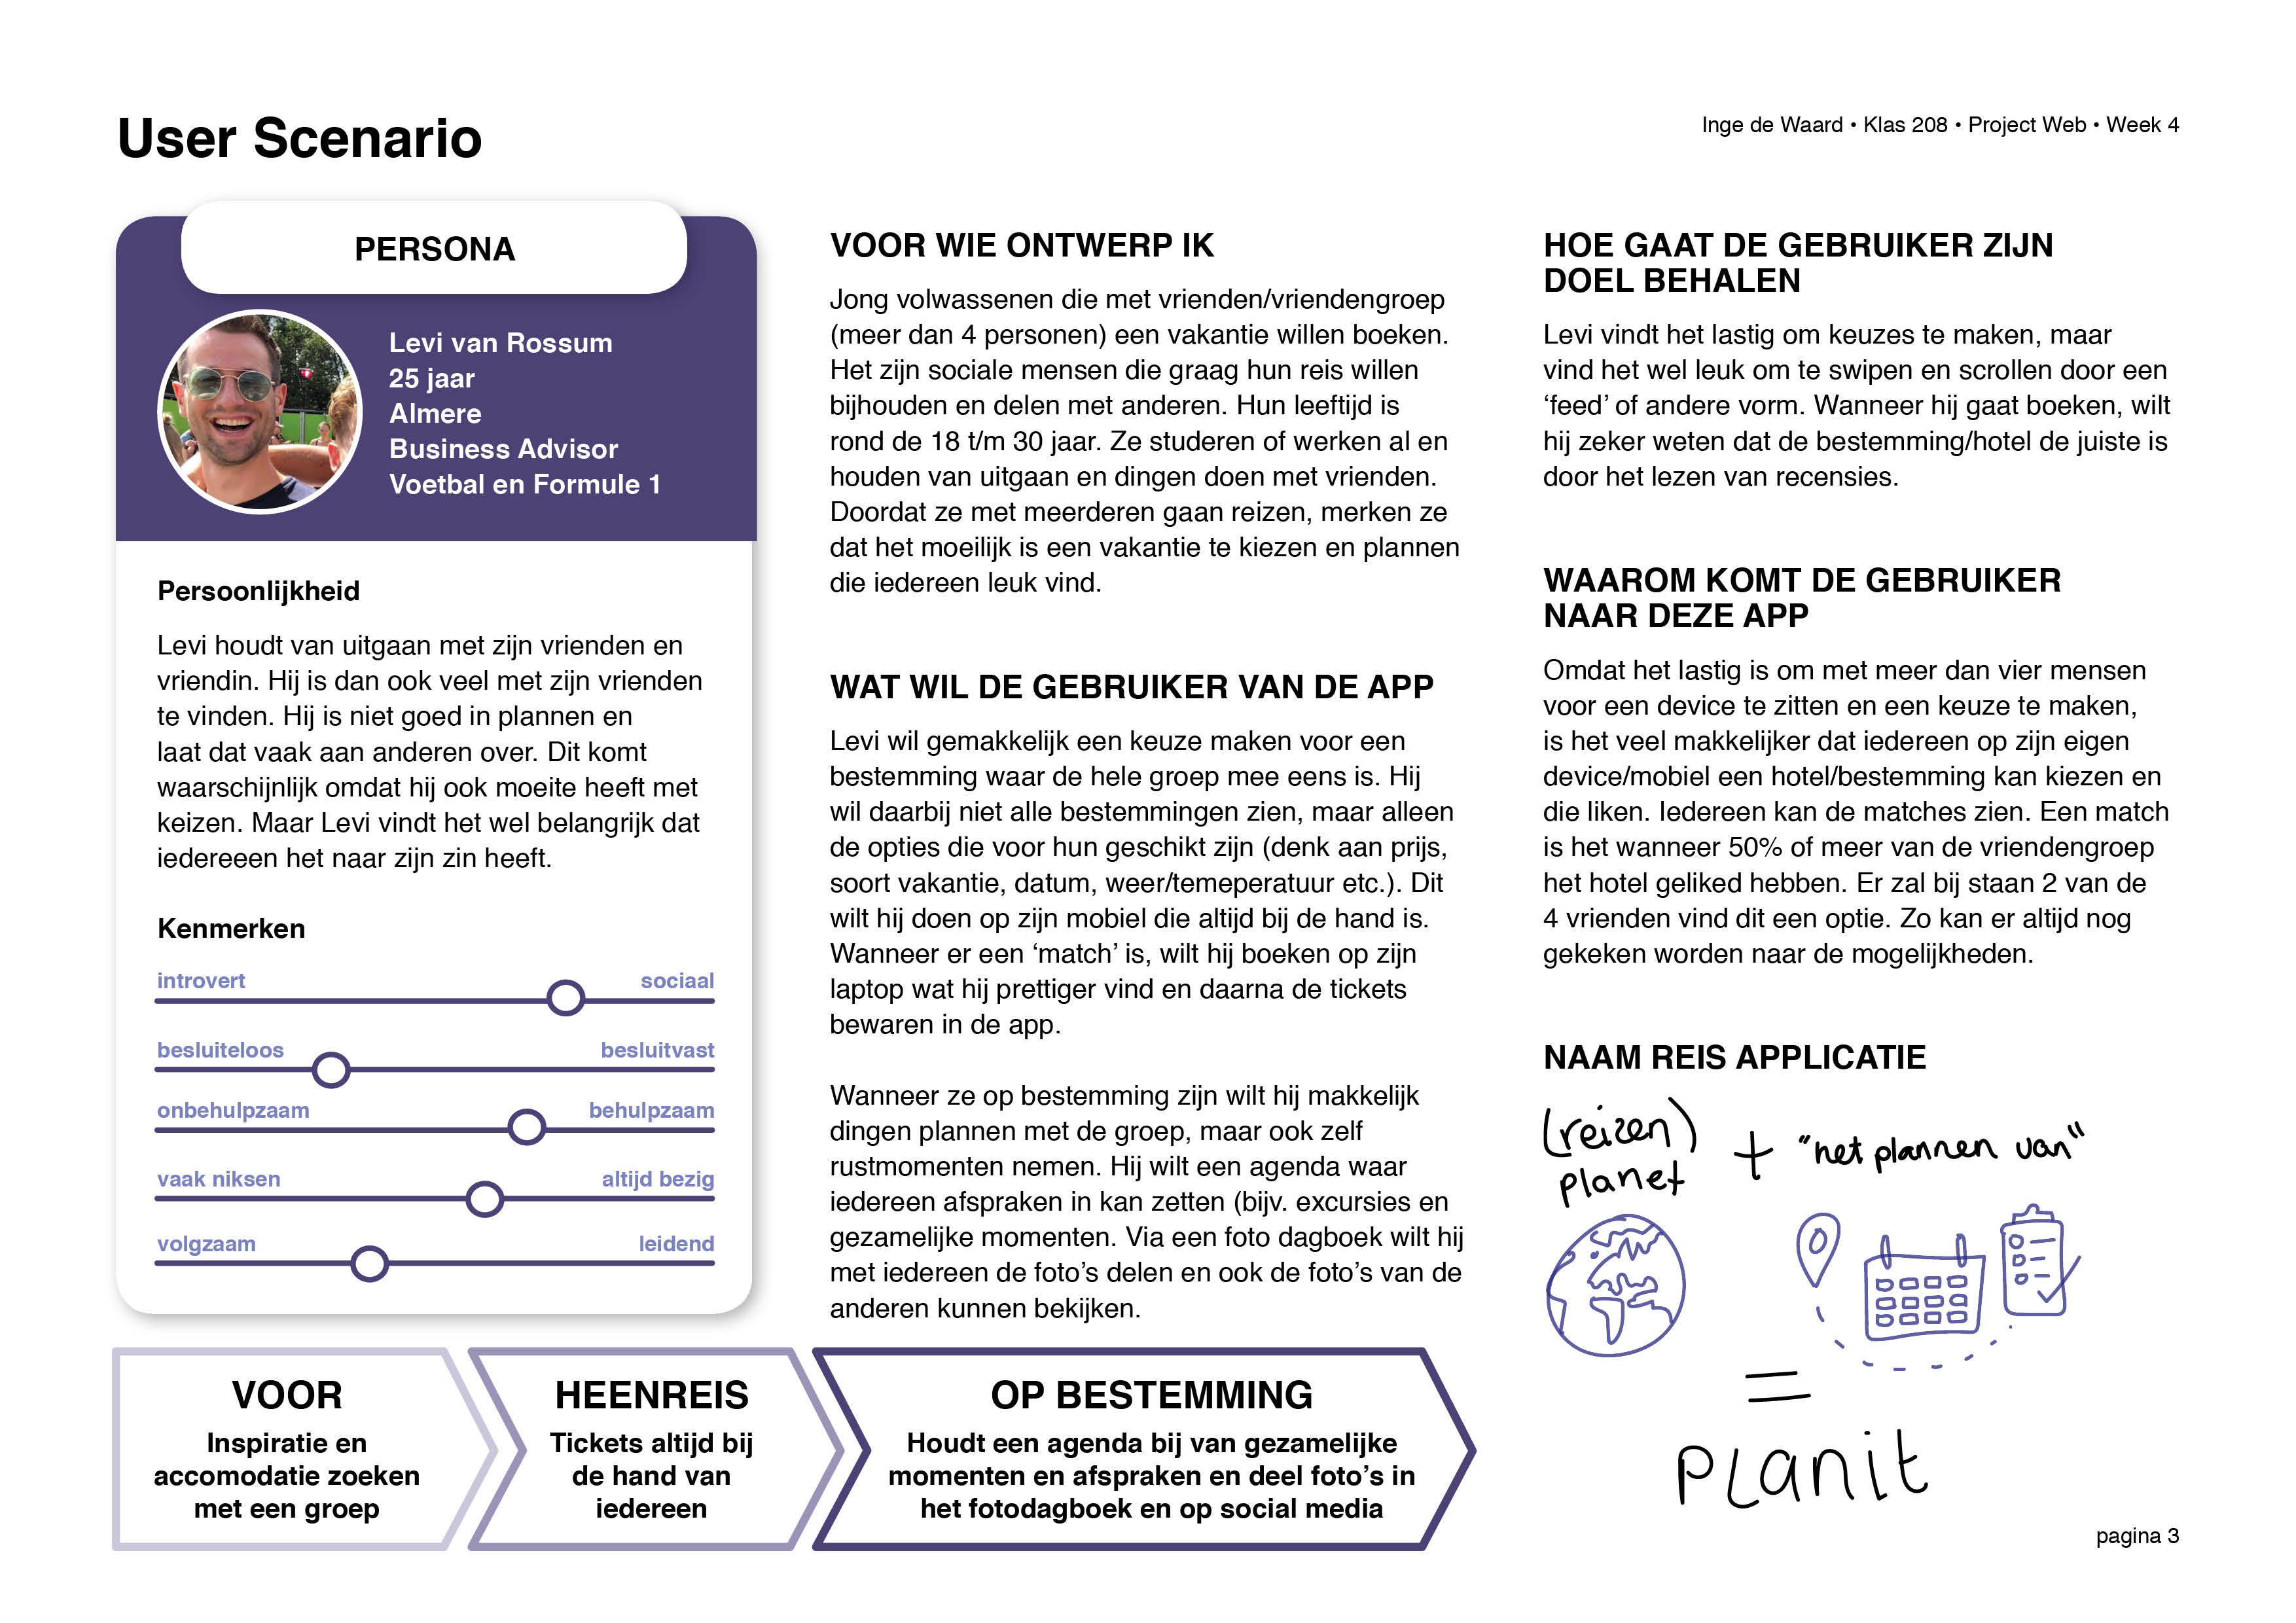 User Scenario
Inge de Waard • Klas 208 • Project Web • Week 4
PERSONA
Levi van Rossum
25 jaar
Almere
Business Advisor
Voetbal en Formule 1
Persoonlijkheid
Levi houdt van uitgaan met zijn vrienden en
vriendin. Hij is dan ook veel met zijn vrienden
te vinden. Hij is niet goed in plannen en
laat dat vaak aan anderen over. Dit komt
waarschijnlijk omdat hij ook moeite heeft met
keizen. Maar Levi vindt het wel belangrijk dat
iedereeen het naar zijn zin heeft.
Kenmerken
introvert sociaal
besluiteloos besluitvast
onbehulpzaam behulpzaam
vaak niksen altijd bezig
volgzaam leidend
VOOR WIE ONTWERP IK
Jong volwassenen die met vrienden/vriendengroep
(meer dan 4 personen) een vakantie willen boeken.
Het zijn sociale mensen die graag hun reis willen
bijhouden en delen met anderen. Hun leeftijd is
rond de 18 t/m 30 jaar. Ze studeren of werken al en
houden van uitgaan en dingen doen met vrienden.
Doordat ze met meerderen gaan reizen, merken ze
dat het moeilijk is een vakantie te kiezen en plannen
die iedereen leuk vind.
WAT WIL DE GEBRUIKER VAN DE APP
Levi wil gemakkelijk een keuze maken voor een
bestemming waar de hele groep mee eens is. Hij
wil daarbij niet alle bestemmingen zien, maar alleen
de opties die voor hun geschikt zijn (denk aan prijs,
soort vakantie, datum, weer/temeperatuur etc.). Dit
wilt hij doen op zijn mobiel die altijd bij de hand is.
Wanneer er een ‘match’ is, wilt hij boeken op zijn
laptop wat hij prettiger vind en daarna de tickets
bewaren in de app.
Wanneer ze op bestemming zijn wilt hij makkelijk
dingen plannen met de groep, maar ook zelf
rustmomenten nemen. Hij wilt een agenda waar
iedereen afspraken in kan zetten (bijv. excursies en
gezamelijke momenten. Via een foto dagboek wilt hij
met iedereen de foto’s delen en ook de foto’s van de
anderen kunnen bekijken.
HOE GAAT DE GEBRUIKER ZIJN
DOEL BEHALEN
Levi vindt het lastig om keuzes te maken, maar
vind het wel leuk om te swipen en scrollen door een
‘feed’ of andere vorm. Wanneer hij gaat boeken, wilt
hij zeker weten dat de bestemming/hotel de juiste is
door het lezen van recensies.
WAAROM KOMT DE GEBRUIKER
NAAR DEZE APP
Omdat het lastig is om met meer dan vier mensen
voor een device te zitten en een keuze te maken,
is het veel makkelijker dat iedereen op zijn eigen
device/mobiel een hotel/bestemming kan kiezen en
die liken. Iedereen kan de matches zien. Een match
is het wanneer 50% of meer van de vriendengroep
het hotel geliked hebben. Er zal bij staan 2 van de
4 vrienden vind dit een optie. Zo kan er altijd nog
gekeken worden naar de mogelijkheden.
NAAM REIS APPLICATIE
(reizen)
planet
+ "het plannen van"
=
PLanit
VOOR
Inspiratie en
accomodatie zoeken
met een groep
HEENREIS
Tickets altijd bij
de hand van
iedereen
OP BESTEMMING
Houdt een agenda bij van gezamelijke
momenten en afspraken en deel foto’s in
het fotodagboek en op social media
pagina 3